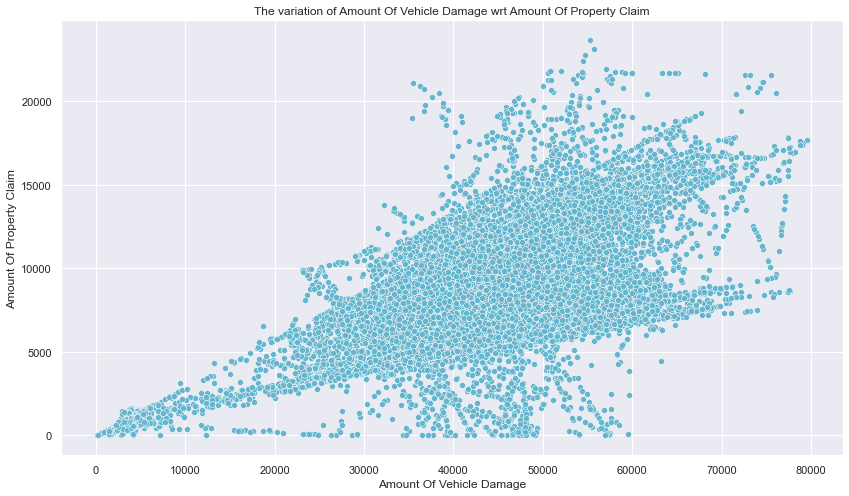 The variation of Amount Of Vehicle Damage wrt Amount Of Property Claim
Amount Of Property Claim
20000
15000
10000
5000
0
0 10000 20000 30000 40000 50000 60000 70000 80000
Amount Of Vehicle Damage